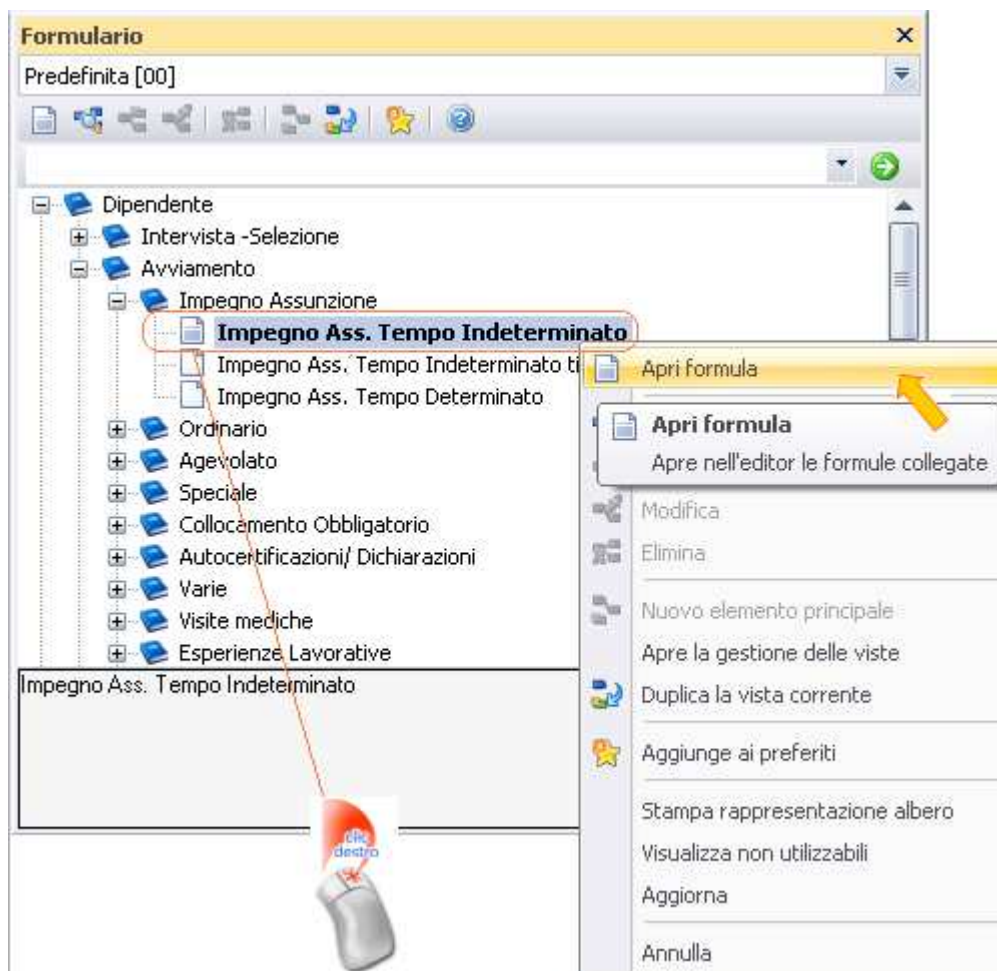 Formulario
Predefinita [00]
Dipendente
Intervista -Selezione
Avviamento
Impegno Assunzione
Impegno Ass. Tempo Indeterminato
Impegno Ass. Tempo Indeterminato ti
Impegno Ass. Tempo Determinato
Ordinario
Agevolato
Speciale
Collocamento Obbligatorio
Autocertificazioni/ Dichiarazioni
Varie
Visite mediche
Esperienze Lavorative
Impegno Ass. Tempo Indeterminato
Apri formula
Apri formula
Apre nell'editor le formule collegate
Modifica
Elimina
Nuovo elemento principale
Apre la gestione delle viste
Duplica la vista corrente
Aggiunge ai preferiti
Stampa rappresentazione albero
Visualizza non utilizzabili
Aggiorna
Annulla
clic
destro